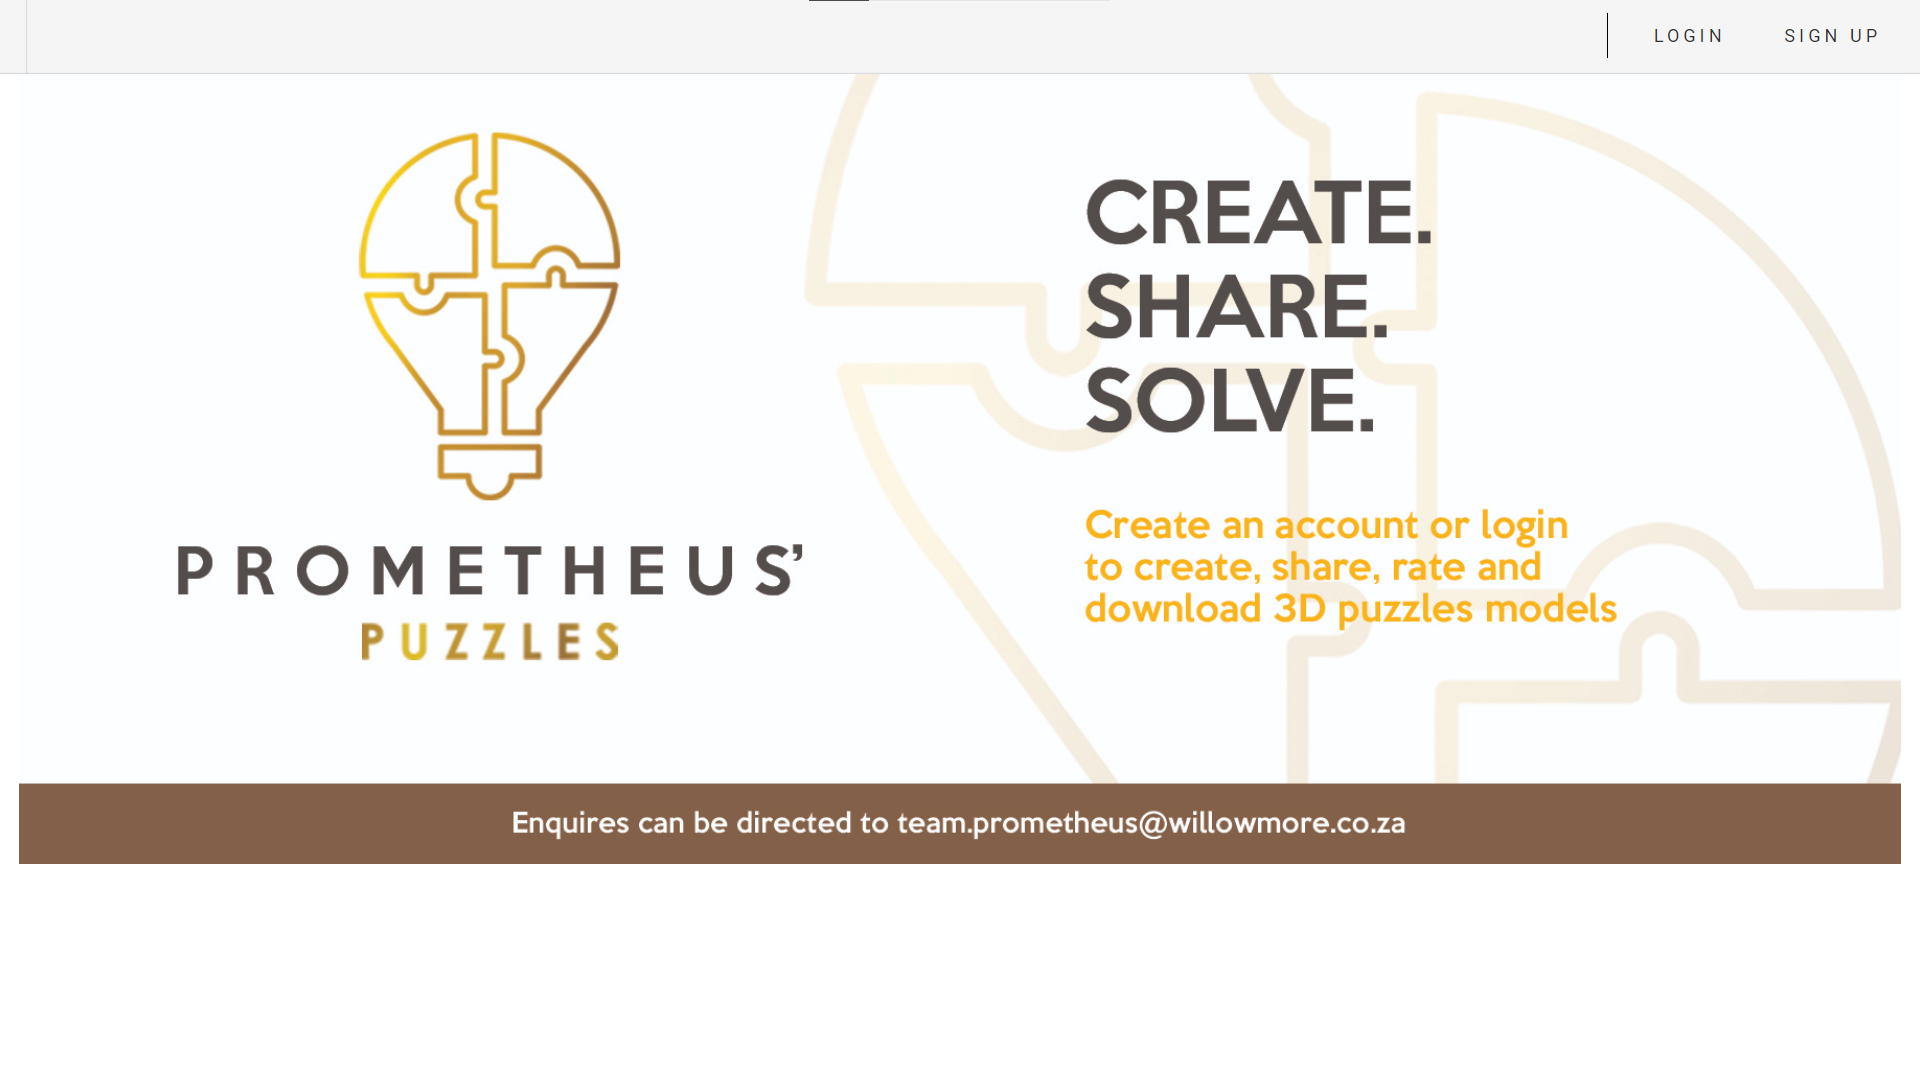 LOGIN SIGN UP
PROMETHEUS’
PUZZLES
CREATE.
SHARE.
SOLVE.
Create an account or login
to create, share, rate and
download 3D puzzles models
Enquires can be directed to team.prometheus@willowmore.co.za